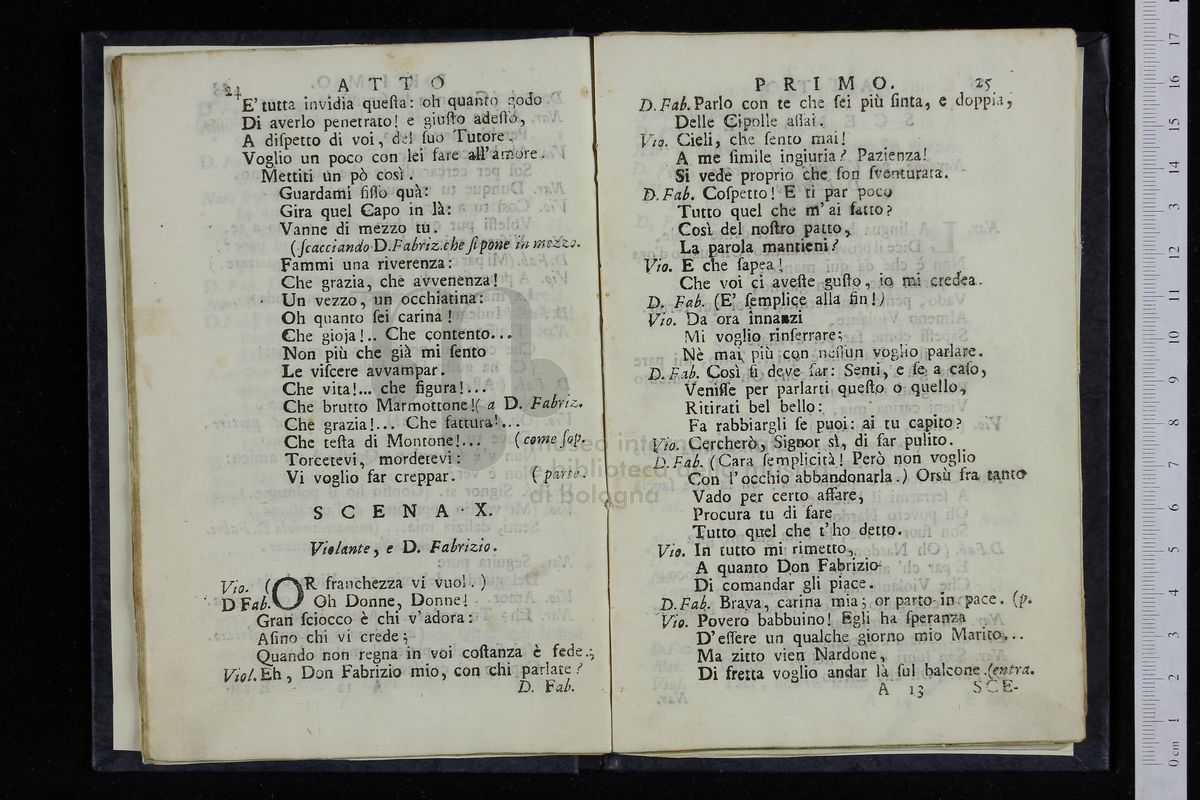 24 ATTO
E' tutta invidia queſta: oh quanto godo
Di averlo penetrato! e giuſto adeſſo,
A diſpetto di voi, del ſuo Tutore,
Voglio un poco con lei fare all'amore.
Mettiti un pò così.
Guardami fiſſo quà:
Gira quel Capo in là:
Vanne di mezzo tu.
(ſcacciando D.Fabriz.che ſi pone in mezzo.
Fammi una riverenza:
Che grazia, che avvenenza!
Un vezzo, un occhiatina:
Oh quanto ſei carina!
Che gioja!.. Che contento...
Non più che già mi ſento
Le viſcere avvampar.
Che vita!... che figura!...
Che brutto Marmottone!( a D. Fabriz.
Che grazia!... Che fattura!...
Che teſta di Montone!... (come ſop.
Torcetevi, mordetevi:
Vi voglio far creppar. (parte.
SCENA X.
Violante, e D. Fabrizio.
Vio. (OR franchezza vi vuol.)
D Fab. Oh Donne, Donne!
Gran ſciocco è chi v'adora:
Aſino chi vi crede;
Quando non regna in voi coſtanza è fede.;
Viol. Eh, Don Fabrizio mio, con chi parlate?
D. Fab.
PRIMO. 25
D.Fab. Parlo con te che ſei più finta, e doppia,
Delle Cipolle aſſai.
Vio. Cieli, che ſento mai!
A me ſimile ingiuria? Pazienza!
Si vede proprio che ſon ſventurata.
D.Fab. Coſpetto! E ti par poco
Tutto quel che m'ai fatto?
Così del noſtro patto,
La parola mantieni?
Vio. E che ſapea!
Che voi ci aveſte guſto, io mi credea.
D. Fab. (E' ſemplice alla fin!)
Vio. Da ora innanzi
Mi voglio rinſerrare;
Nè mai più con neſſun voglio parlare.
D. Fab. Così ſi deve far: Senti, e ſe a caſo,
Veniſſe per parlarti queſto o quello,
Ritirati bel bello:
Fa rabbiargli ſe puoi: ai tu capito?
Vio. Cercherò, Signor sì, di far pulito.
D.Fab. (Cara ſemplicità! Però non voglio
Con l'occhio abbandonarla.) Orsù fra tanto
Vado per certo affare,
Procura tu di fare
Tutto quel che t'ho detto.
Vio. In tutto mi rimetto,
A quanto Don Fabrizio
Di comandar gli piace.
D.Fab. Brava, carina mia; or parto in pace. (p.
Vio. Povero babbuino! Egli ha ſperanza
D'eſſere un qualche giorno mio Marito...
Ma zitto vien Nardone,
Di fretta voglio andar là ſul balcone.(entra.
A 13 SCE-
museo internazionale
e biblioteca della musica
di bologna